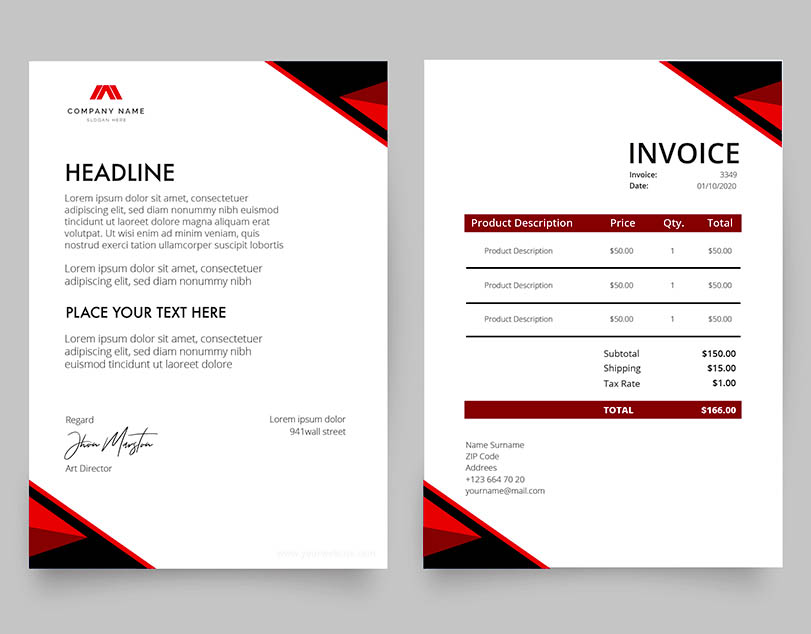 COMPANY NAME
SLOGAN HERE
HEADLINE
Lorem ipsum dolor sit amet, consectetuer
adipiscing elit, sed diam nonummy nibh euismod
tincidunt ut laoreet dolore magna aliquam erat
volutpat. Ut wisi enim ad minim veniam, quis
nostrud exerci tation ullamcorper suscipit lobortis
Lorem ipsum dolor sit amet, consectetuer
adipiscing elit, sed diam nonummy nibh
PLACE YOUR TEXT HERE
Lorem ipsum dolor sit amet, consectetuer
adipiscing elit, sed diam nonummy nibh
euismod tincidunt ut laoreet dolore
Regard
Jhon Marston
Art Director
Lorem ipsum dolor
941wall street
INVOICE
Invoice: 3349
Date: 01/10/2020
Product Description Price Qty. Total
Product Description $50.00 1 $50.00
Product Description $50.00 1 $50.00
Product Description $50.00 1 $50.00
Subtotal $150.00
Shipping $15.00
Tax Rate $1.00
TOTAL $166.00
Name Surname
ZIP Code
Addrees
+123 664 70 20
yourname@mail.com